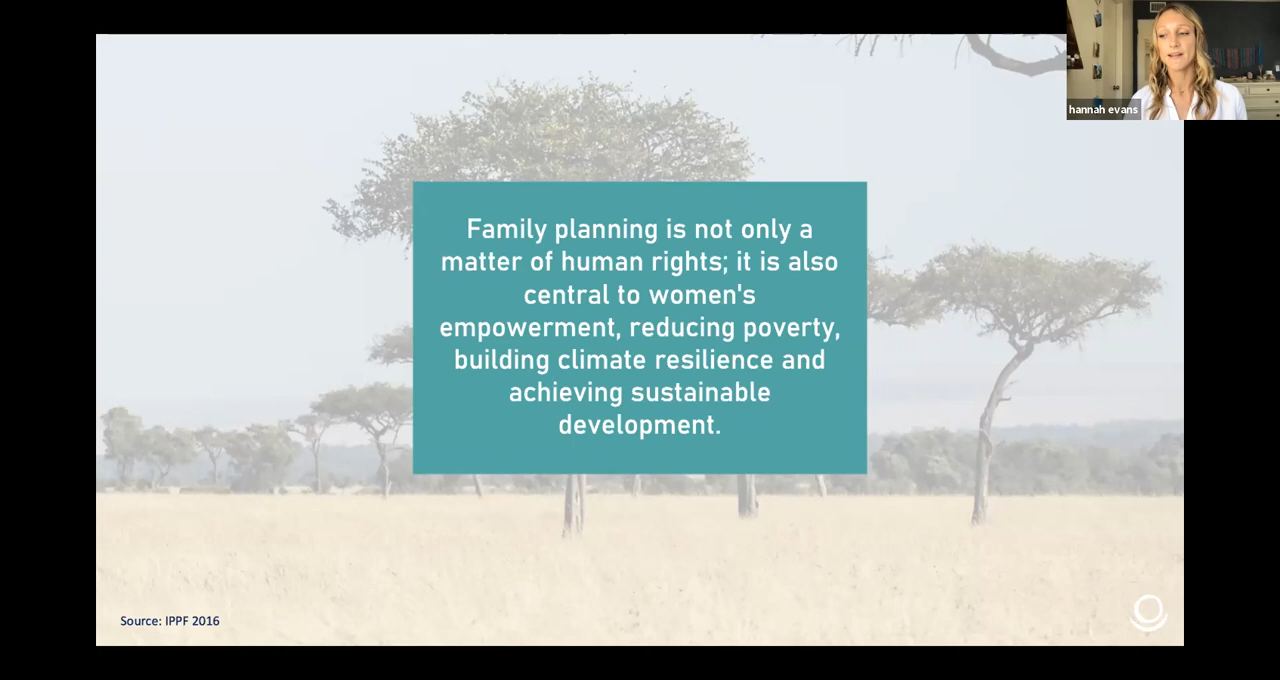 hannah evans
Family planning is not only a
matter of human rights; it is also
central to women's
empowerment, reducing poverty,
building climate resilience and
achieving sustainable
development.
Source: IPPF 2016